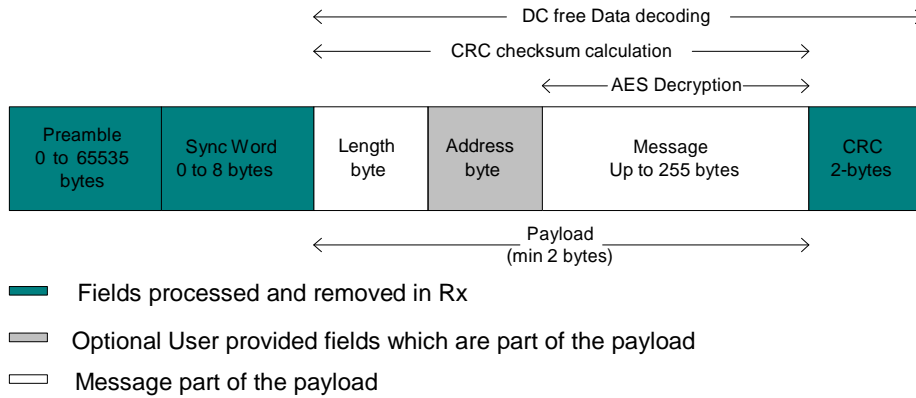 DC free Data decoding
CRC checksum calculation
AES Decryption
Preamble
0 to 65535
bytes
Sync Word
0 to 8 bytes
Length
byte
Address
byte
Message
Up to 255 bytes
CRC
2-bytes
Payload
(min 2 bytes)
Fields processed and removed in Rx
Optional User provided fields which are part of the payload
Message part of the payload